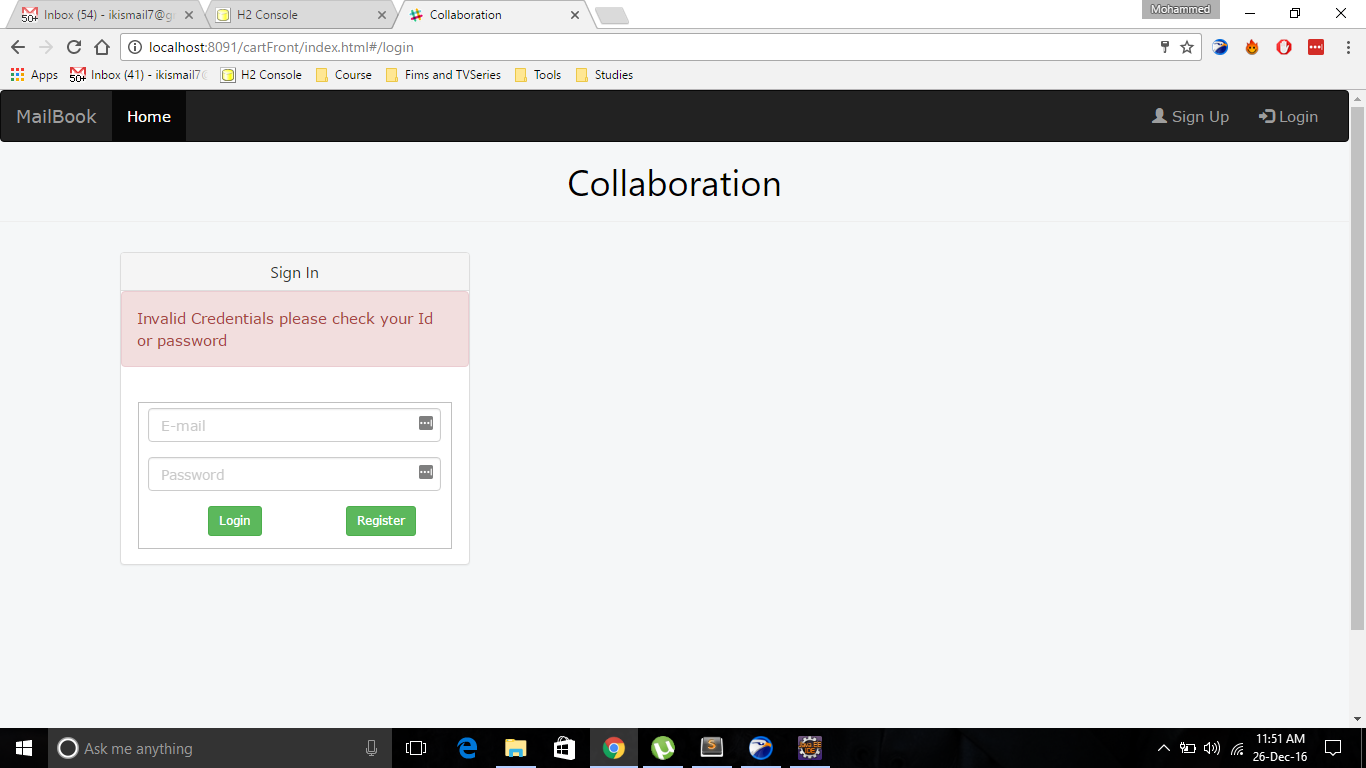 Mohammed
50+ Inbox (54) - ikismail7@g
H2 Console
Collaboration
localhost:8091/cartFront/index.html#/login
Apps
50+ Inbox (41) - ikismail7
H2 Console
Course
Fims and TVSeries
Tools
Studies
MailBook
Home
Sign Up
Login
Collaboration
Sign In
Invalid Credentials please check your Id
or password
E-mail
Password
Login
Register
Ask me anything
11:51 AM
26-Dec-16